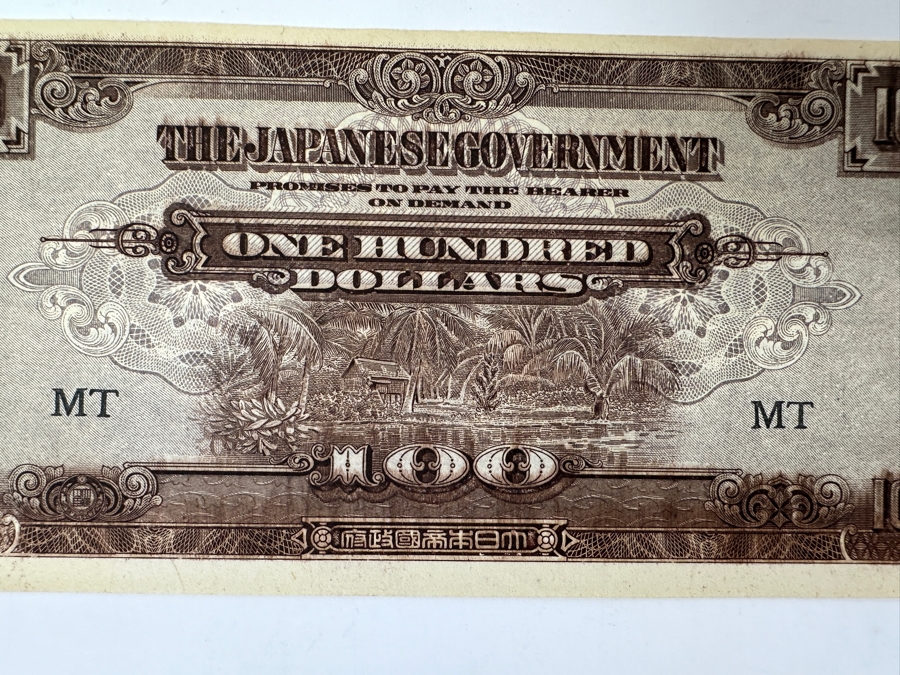 THE JAPANESE GOVERNMENT
PROMISES TO PAY THE BEARER
ON DEMAND
ONE HUNDRED
DOLLARS
MT MT
100
府政國帝本日大